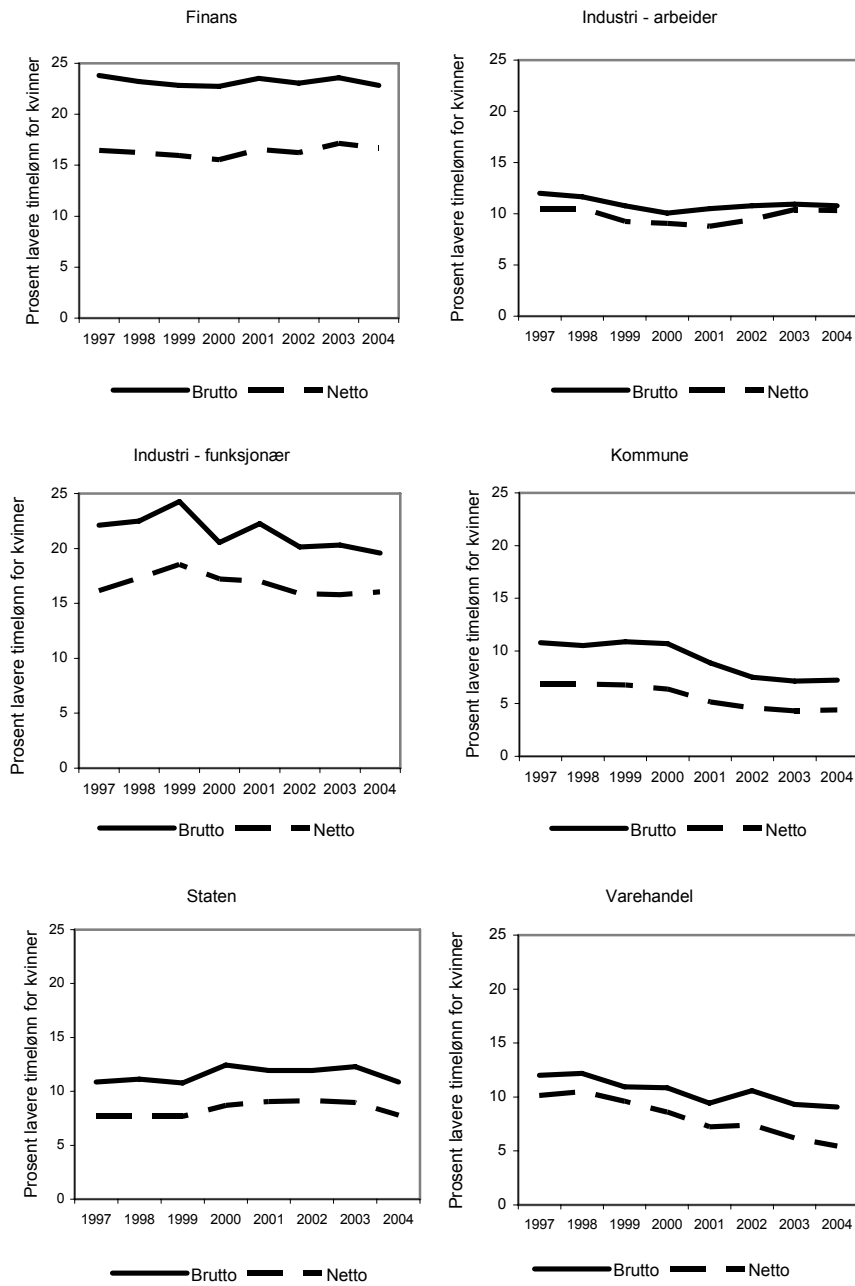 Finans
Prosent lavere timelønn for kvinner
25
20
15
10
5
0
1997 1998 1999 2000 2001 2002 2003 2004
Brutto Netto
Industri - arbeider
Prosent lavere timelønn for kvinner
25
20
15
10
5
0
1997 1998 1999 2000 2001 2002 2003 2004
Brutto Netto
Industri - funksjonær
Prosent lavere timelønn for kvinner
25
20
15
10
5
0
1997 1998 1999 2000 2001 2002 2003 2004
Brutto Netto
Kommune
Prosent lavere timelønn for kvinner
25
20
15
10
5
0
1997 1998 1999 2000 2001 2002 2003 2004
Brutto Netto
Staten
Prosent lavere timelønn for kvinner
25
20
15
10
5
0
1997 1998 1999 2000 2001 2002 2003 2004
Brutto Netto
Varehandel
Prosent lavere timelønn for kvinner
25
20
15
10
5
0
1997 1998 1999 2000 2001 2002 2003 2004
Brutto Netto